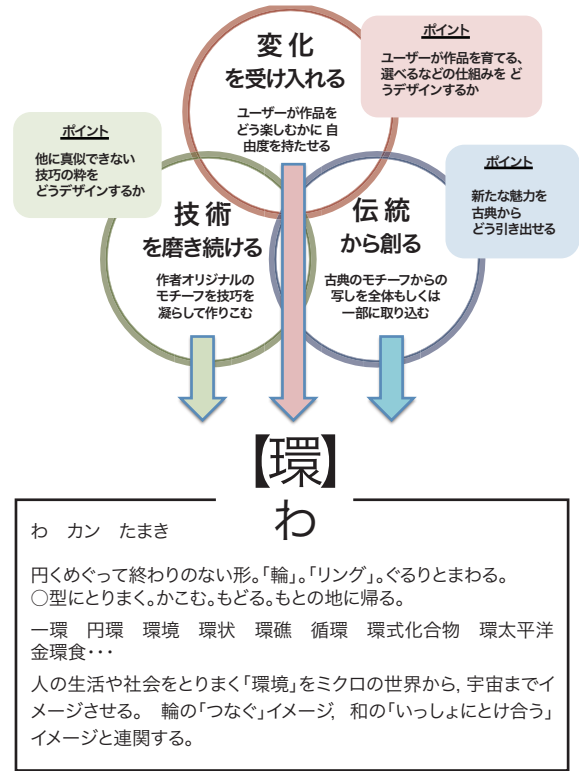 変化
を受け入れる
ユーザーが作品を
どう楽しむかに 自
由度を持たせる
ポイント
ユーザーが作品を育てる、
選べるなどの仕組みを ど
うデザインするか
ポイント
他に真似できない
技巧の粋を
どうデザインするか
技術
を磨き続ける
作者オリジナルの
モチーフを技巧を
凝らして作りこむ
伝統
から創る
古典のモチーフからの
写しを全体もしくは
一部に取り込む
ポイント
新たな魅力を
古典から
どう引き出せる
【環】
わ
わ　カン　たまき
円くめぐって終わりのない形。「輪」。「リング」。ぐるりとまわる。
○型にとりまく。かこむ。もどる。もとの地に帰る。
一環　円環　環境　環状　環礁　循環　環式化合物　環太平洋
金環食・・・
人の生活や社会をとりまく「環境」をミクロの世界から, 宇宙までイ
メージさせる。　輪の「つなぐ」イメージ,　和の「いっしょにとけ合う」
イメージと連関する。